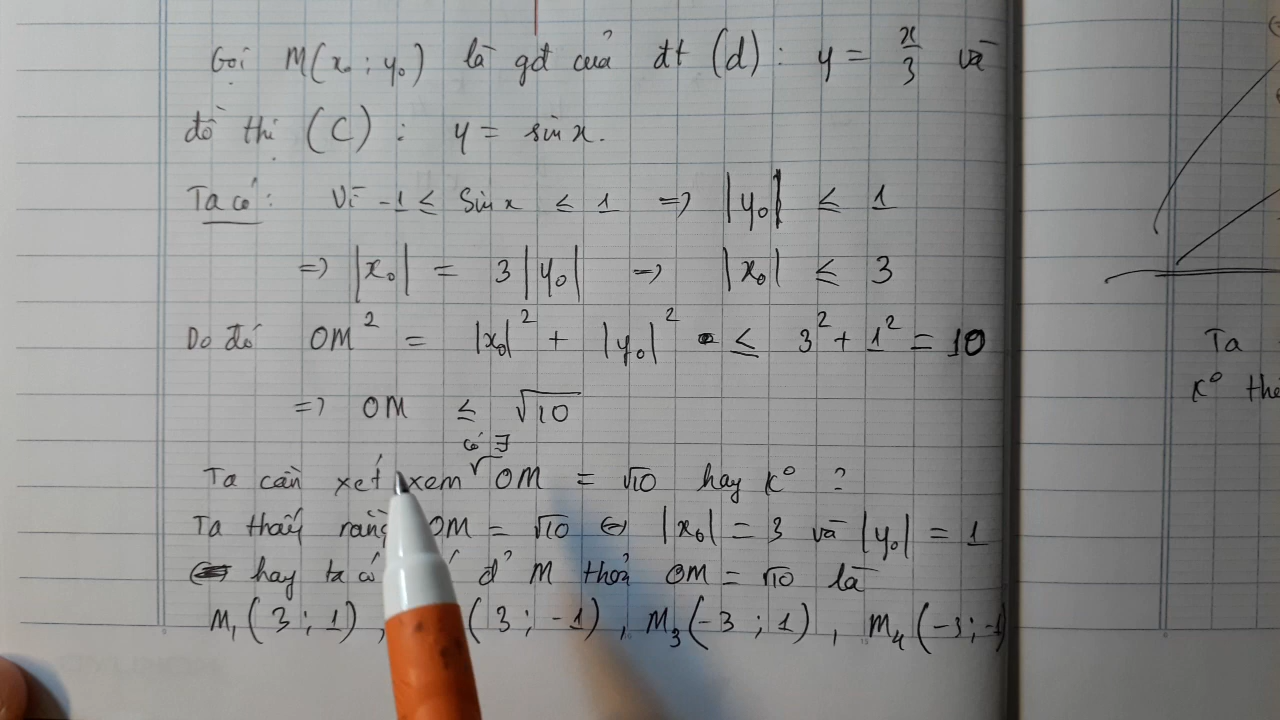 Gọi M(x₀ ; y₀) là gđ của đt (d) : y = x/3 và
đồ thị (C) : y = sin x.
Ta có : Vì -1 ≤ Sin x ≤ 1 => |y₀| ≤ 1
=> |x₀| = 3 |y₀| => |x₀| ≤ 3
Do đó OM² = |x₀|² + |y₀|² ≤ 3² + 1² = 10
=> OM ≤ √10
có ∃
Ta cần xét xem OM = √10 hay k° ?
Ta thấy rằng OM = √10 ⇔ |x₀| = 3 và |y₀| = 1
hay ta có đ' M thỏa OM = √10 là
M₁(3 ; 1) , (3 ; -1) , M₃(-3 ; 1) , M₄(-3 ; -1)
Ta
k°